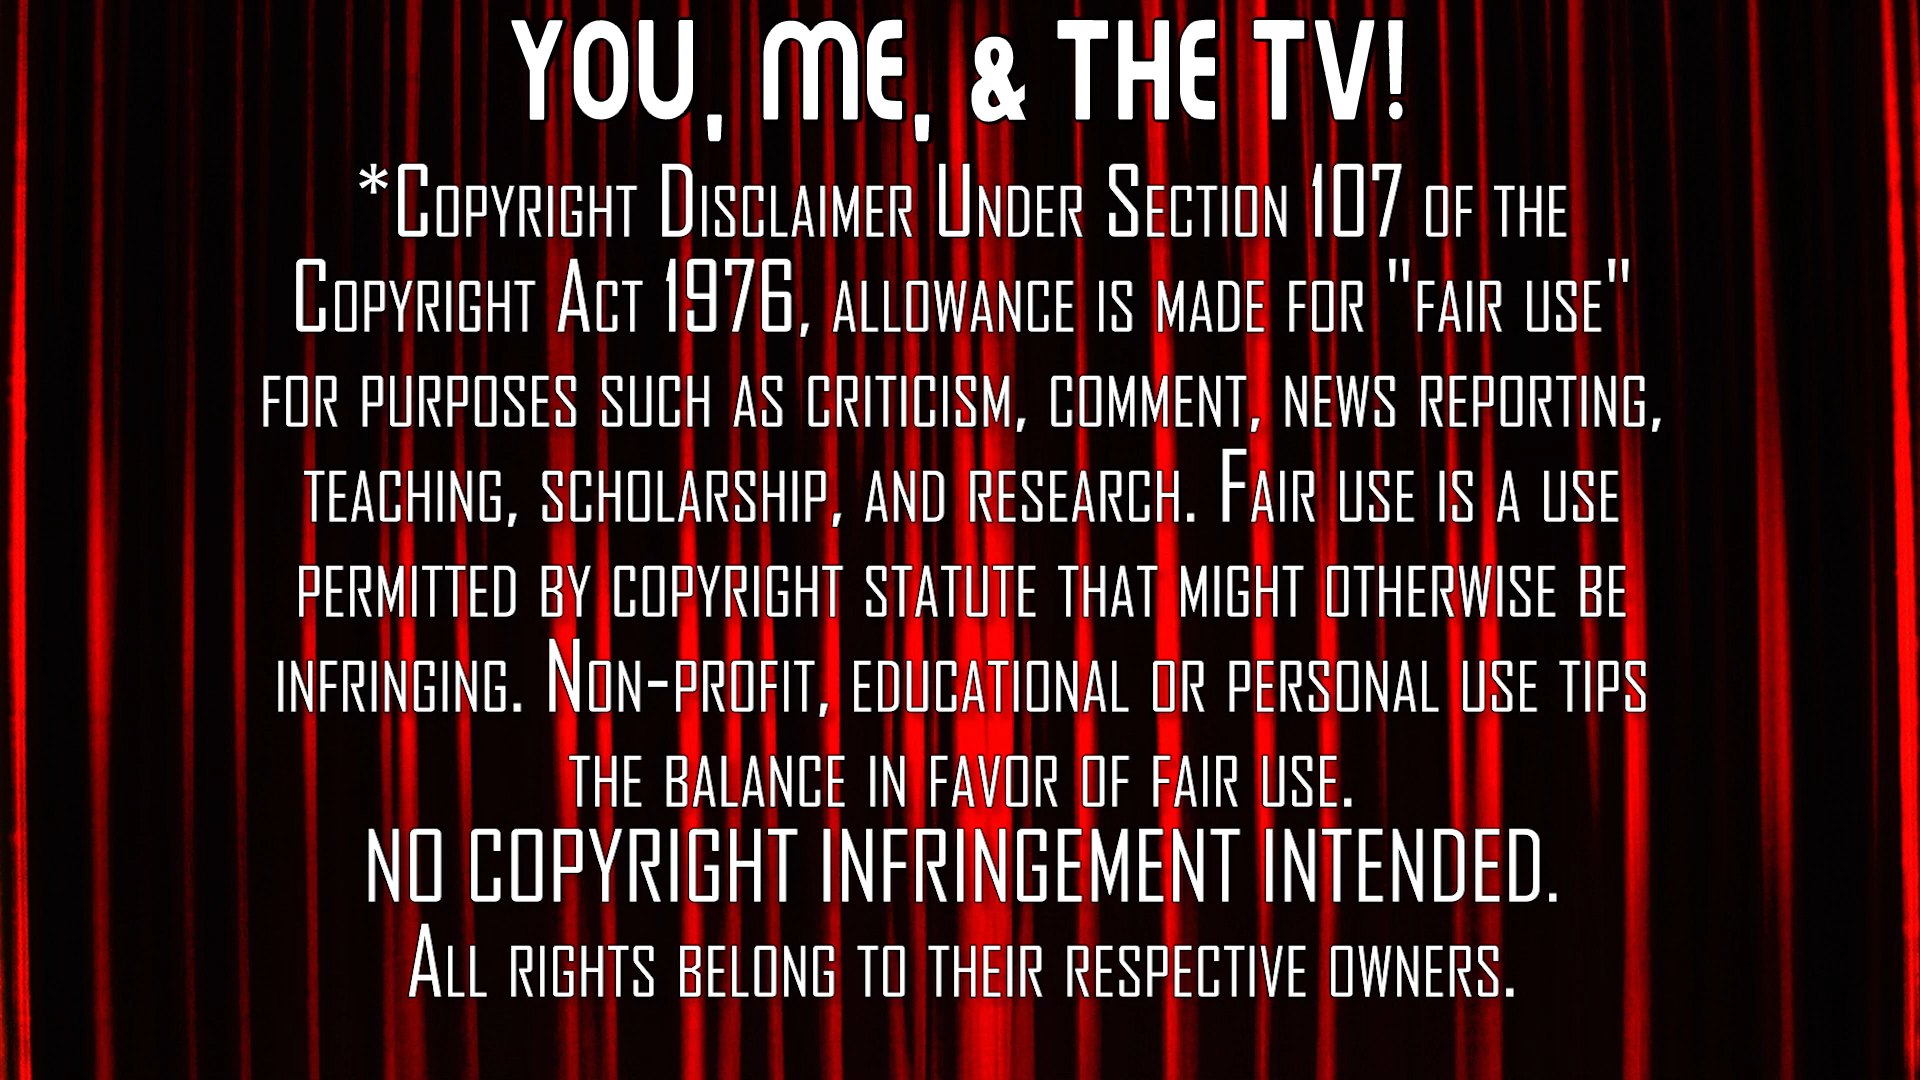 YOU, ME, & THE TV!
*Copyright Disclaimer Under Section 107 of the
Copyright Act 1976, allowance is made for "fair use"
for purposes such as criticism, comment, news reporting,
teaching, scholarship, and research. Fair use is a use
permitted by copyright statute that might otherwise be
infringing. Non-profit, educational or personal use tips
the balance in favor of fair use.
NO COPYRIGHT INFRINGEMENT INTENDED.
All rights belong to their respective owners.